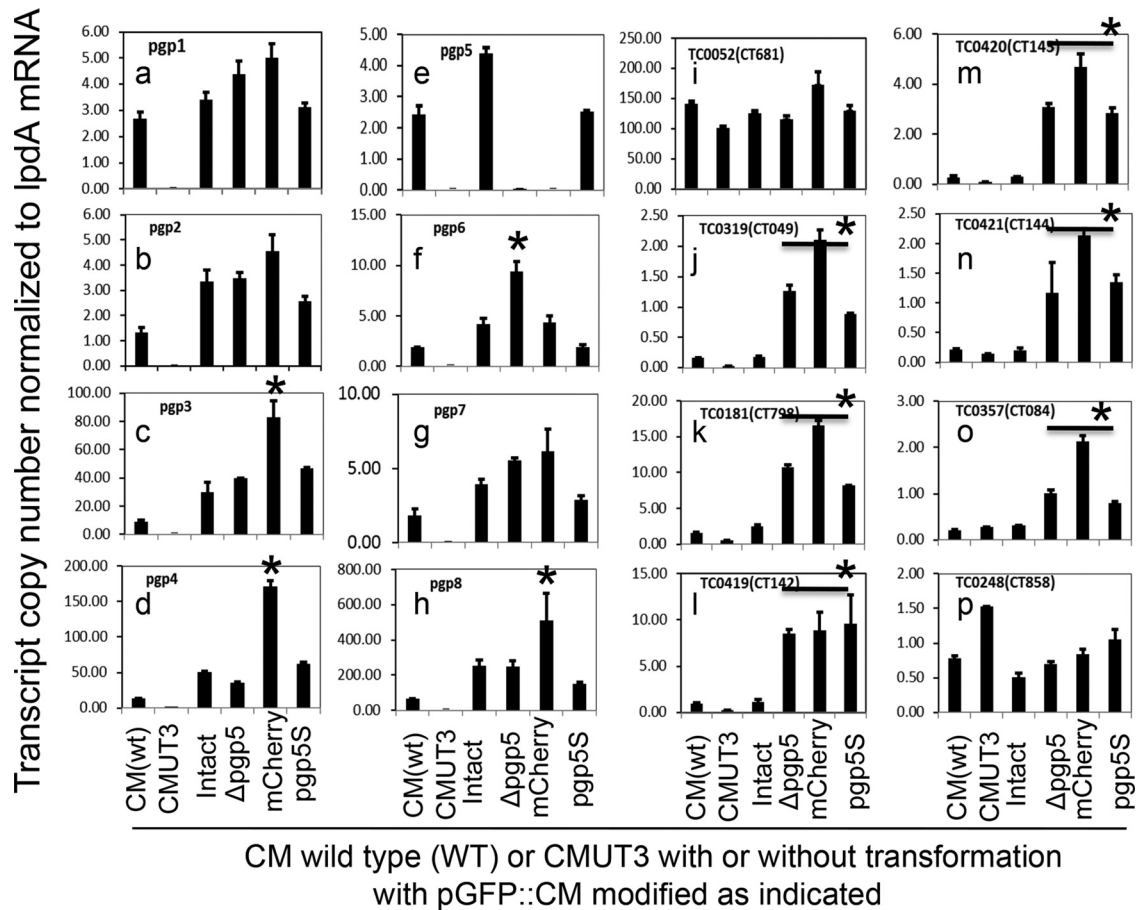 Transcript copy number normalized to lpdA mRNA
6.00
5.00
4.00
3.00
2.00
1.00
0.00
pgp1
a
6.00
5.00
4.00
3.00
2.00
1.00
0.00
pgp2
b
100.00
80.00
60.00
40.00
20.00
0.00
pgp3
c
*
200.00
150.00
100.00
50.00
0.00
pgp4
d
*
5.00
4.00
3.00
2.00
1.00
0.00
pgp5
e
15.00
10.00
5.00
0.00
pgp6
f
*
10.00
5.00
0.00
pgp7
g
800.00
600.00
400.00
200.00
0.00
pgp8
h
*
250.00
200.00
150.00
100.00
50.00
0.00
TC0052(CT681)
i
2.50
2.00
1.50
1.00
0.50
0.00
TC0319(CT049)
j
*
20.00
15.00
10.00
5.00
0.00
TC0181(CT798)
k
*
15.00
10.00
5.00
0.00
TC0419(CT142)
l
*
6.00
4.00
2.00
0.00
TC0420(CT143)
m
*
2.50
2.00
1.50
1.00
0.50
0.00
TC0421(CT144)
n
*
3.00
2.00
1.00
0.00
TC0357(CT084)
o
*
2.00
1.50
1.00
0.50
0.00
TC0248(CT858)
p
CM(wt)
CMUT3
Intact
Δpgp5
mCherry
pgp5S
CM(wt)
CMUT3
Intact
Δpgp5
mCherry
pgp5S
CM(wt)
CMUT3
Intact
Δpgp5
mCherry
pgp5S
CM(wt)
CMUT3
Intact
Δpgp5
mCherry
pgp5S
CM wild type (WT) or CMUT3 with or without transformation
with pGFP::CM modified as indicated